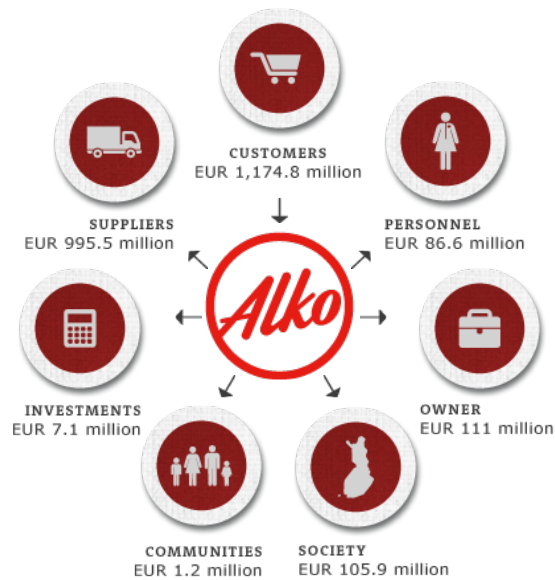 CUSTOMERS
EUR 1,174.8 million
SUPPLIERS
EUR 995.5 million
PERSONNEL
EUR 86.6 million
Alko
INVESTMENTS
EUR 7.1 million
OWNER
EUR 111 million
COMMUNITIES
EUR 1.2 million
SOCIETY
EUR 105.9 million